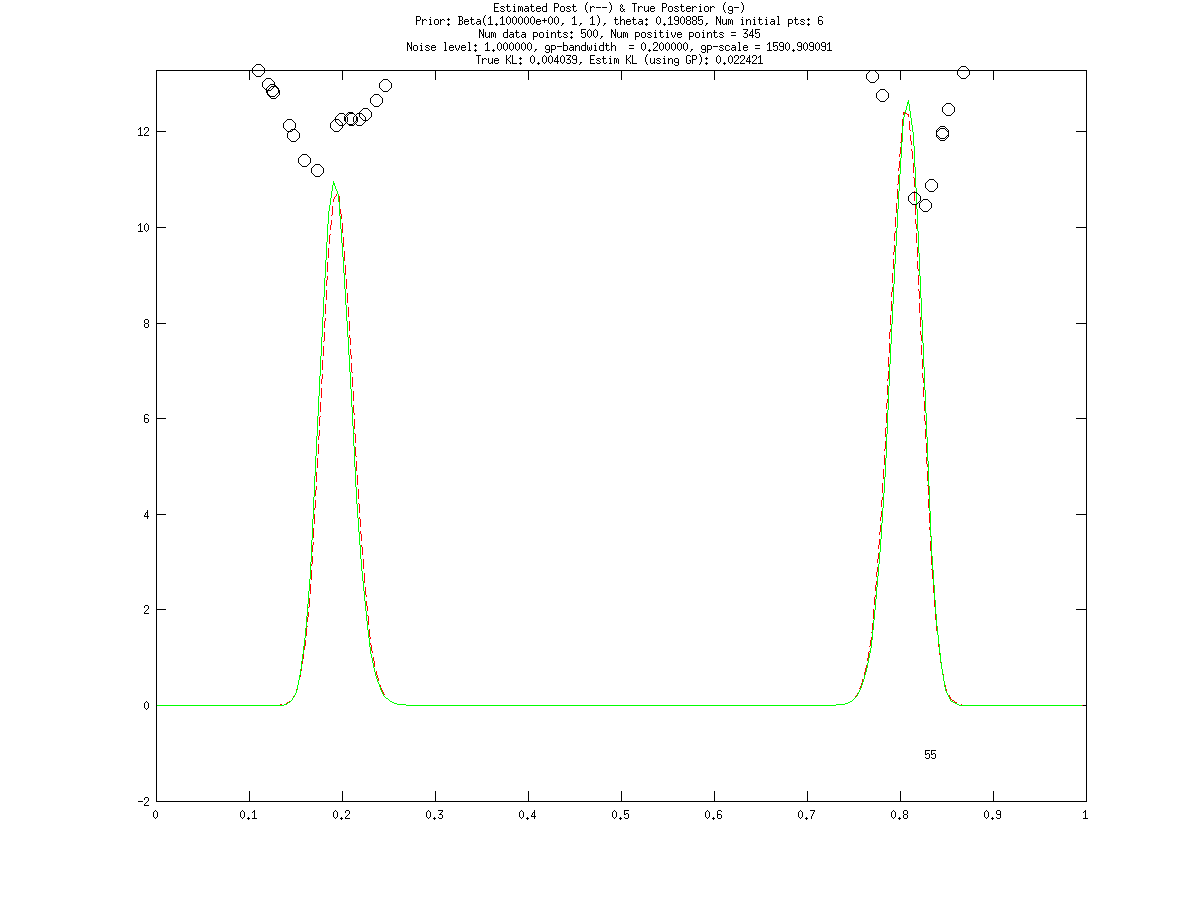 Estimated Post (r--) & True Posterior (g-)
Prior: Beta(1.100000e+00, 1, 1), theta: 0.190885, Num initial pts: 6
Num data points: 500, Num positive points = 345
Noise level: 1.000000, gp-bandwidth  = 0.200000, gp-scale = 1590.909091
True KL: 0.004039, Estim KL (using GP): 0.022421
12
10
8
6
4
2
0
55
-2
0 0.1 0.2 0.3 0.4 0.5 0.6 0.7 0.8 0.9 1